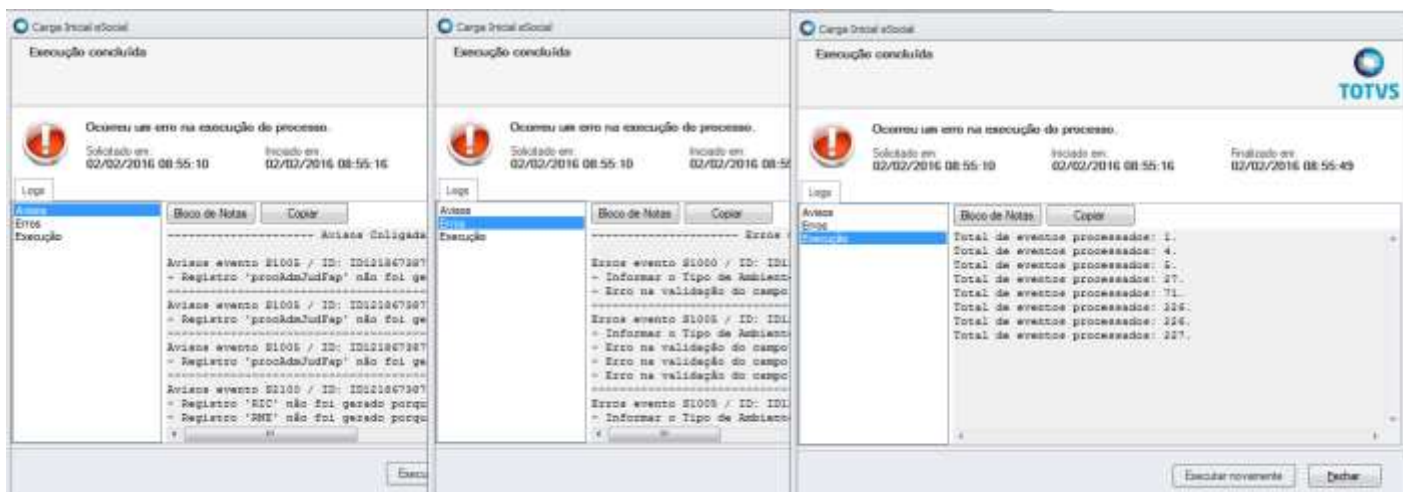 Carga Inicial eSocial
Execução concluída
Ocorreu um erro na execução do processo.
Solicitado em: Iniciado em:
02/02/2016 08:55:10 02/02/2016 08:55:16
Logs
Avisos
Erros
Execução
Bloco de Notas Copiar
-------------------- Avisos Coligada
Avisos evento S1005 / ID:
- Registro 'procAdmJudFap' não foi ge
Avisos evento S1005 / ID:
- Registro 'procAdmJudFap' não foi ge
Avisos evento S1005 / ID:
- Registro 'procAdmJudFap' não foi ge
Avisos evento S2100 / ID:
- Registro 'RIC' não foi gerado porqu
- Registro 'RNE' não foi gerado porqu
Execu
Carga Inicial eSocial
Execução concluída
Ocorreu um erro na execução do processo.
Solicitado em: Iniciado em:
02/02/2016 08:55:10 02/02/2016 08:55
Logs
Avisos
Erros
Execução
Bloco de Notas Copiar
-------------------- Erros
Erros evento S1000 / ID:
- Informar o Tipo de Ambient
- Erro na validação do campo
Erros evento S1005 / ID:
- Informar o Tipo de Ambient
- Erro na validação do campo
- Erro na validação do campo
- Erro na validação do campo
Erros evento S1005 / ID:
- Informar o Tipo de Ambient
Carga Inicial eSocial
Execução concluída
TOTVS
Ocorreu um erro na execução do processo.
Solicitado em: Iniciado em: Finalizado em:
02/02/2016 08:55:10 02/02/2016 08:55:16 02/02/2016 08:55:49
Logs
Avisos
Erros
Execução
Bloco de Notas Copiar
Total de eventos processados: 1.
Total de eventos processados: 4.
Total de eventos processados: 5.
Total de eventos processados: 27.
Total de eventos processados: 71.
Total de eventos processados: 226.
Total de eventos processados: 226.
Total de eventos processados: 227.
Executar novamente Fechar